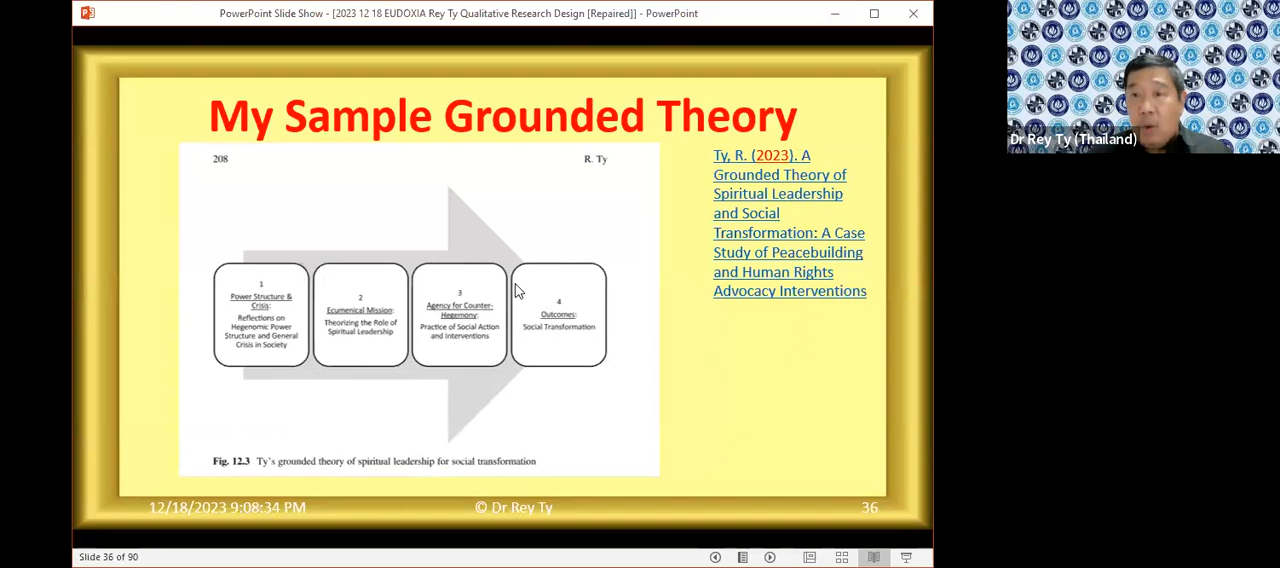 PowerPoint Slide Show - [2023 12 18 EUDOXIA Rey Ty Qualitative Research Design [Repaired]] - PowerPoint
My Sample Grounded Theory
208
R. Ty
1
Power Structure &
Crisis:
Reflections on
Hegenomic Power
Structure and General
Crisis in Society
2
Ecumenical Mission:
Theorizing the Role of
Spiritual Leadership
3
Agency for Counter-
Hegemony:
Practice of Social Action
and interventions
4
Outcomes:
Social Transformation
Fig. 12.3 Ty's grounded theory of spiritual leadership for social transformation
Ty, R. (2023). A
Grounded Theory of
Spiritual Leadership
and Social
Transformation: A Case
Study of Peacebuilding
and Human Rights
Advocacy Interventions
12/18/2023 9:08:34 PM
© Dr Rey Ty
36
Slide 36 of 90
Dr Rey Ty (Thailand)